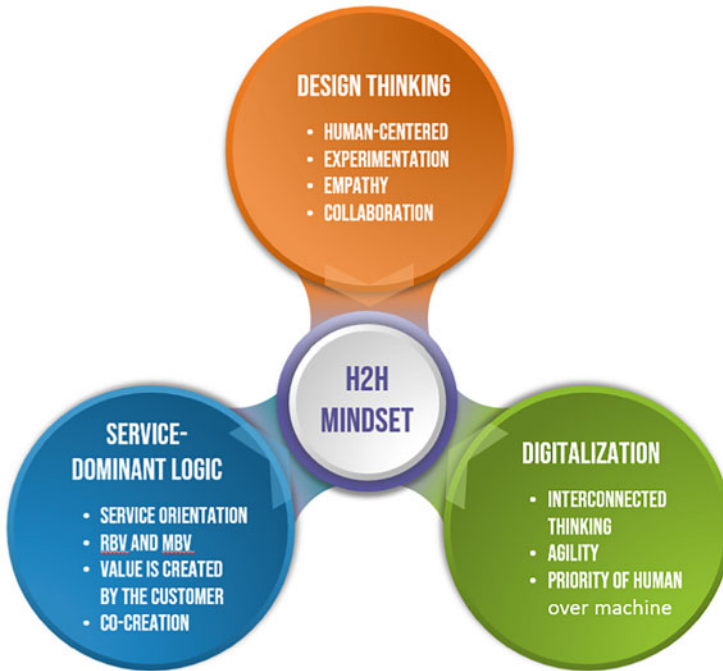 DESIGN THINKING
• HUMAN-CENTERED
• EXPERIMENTATION
• EMPATHY
• COLLABORATION
H2H
MINDSET
SERVICE-
DOMINANT LOGIC
• SERVICE ORIENTATION
• RBV AND MBV
• VALUE IS CREATED
BY THE CUSTOMER
• CO-CREATION
DIGITALIZATION
• INTERCONNECTED
THINKING
• AGILITY
• PRIORITY OF HUMAN
over machine